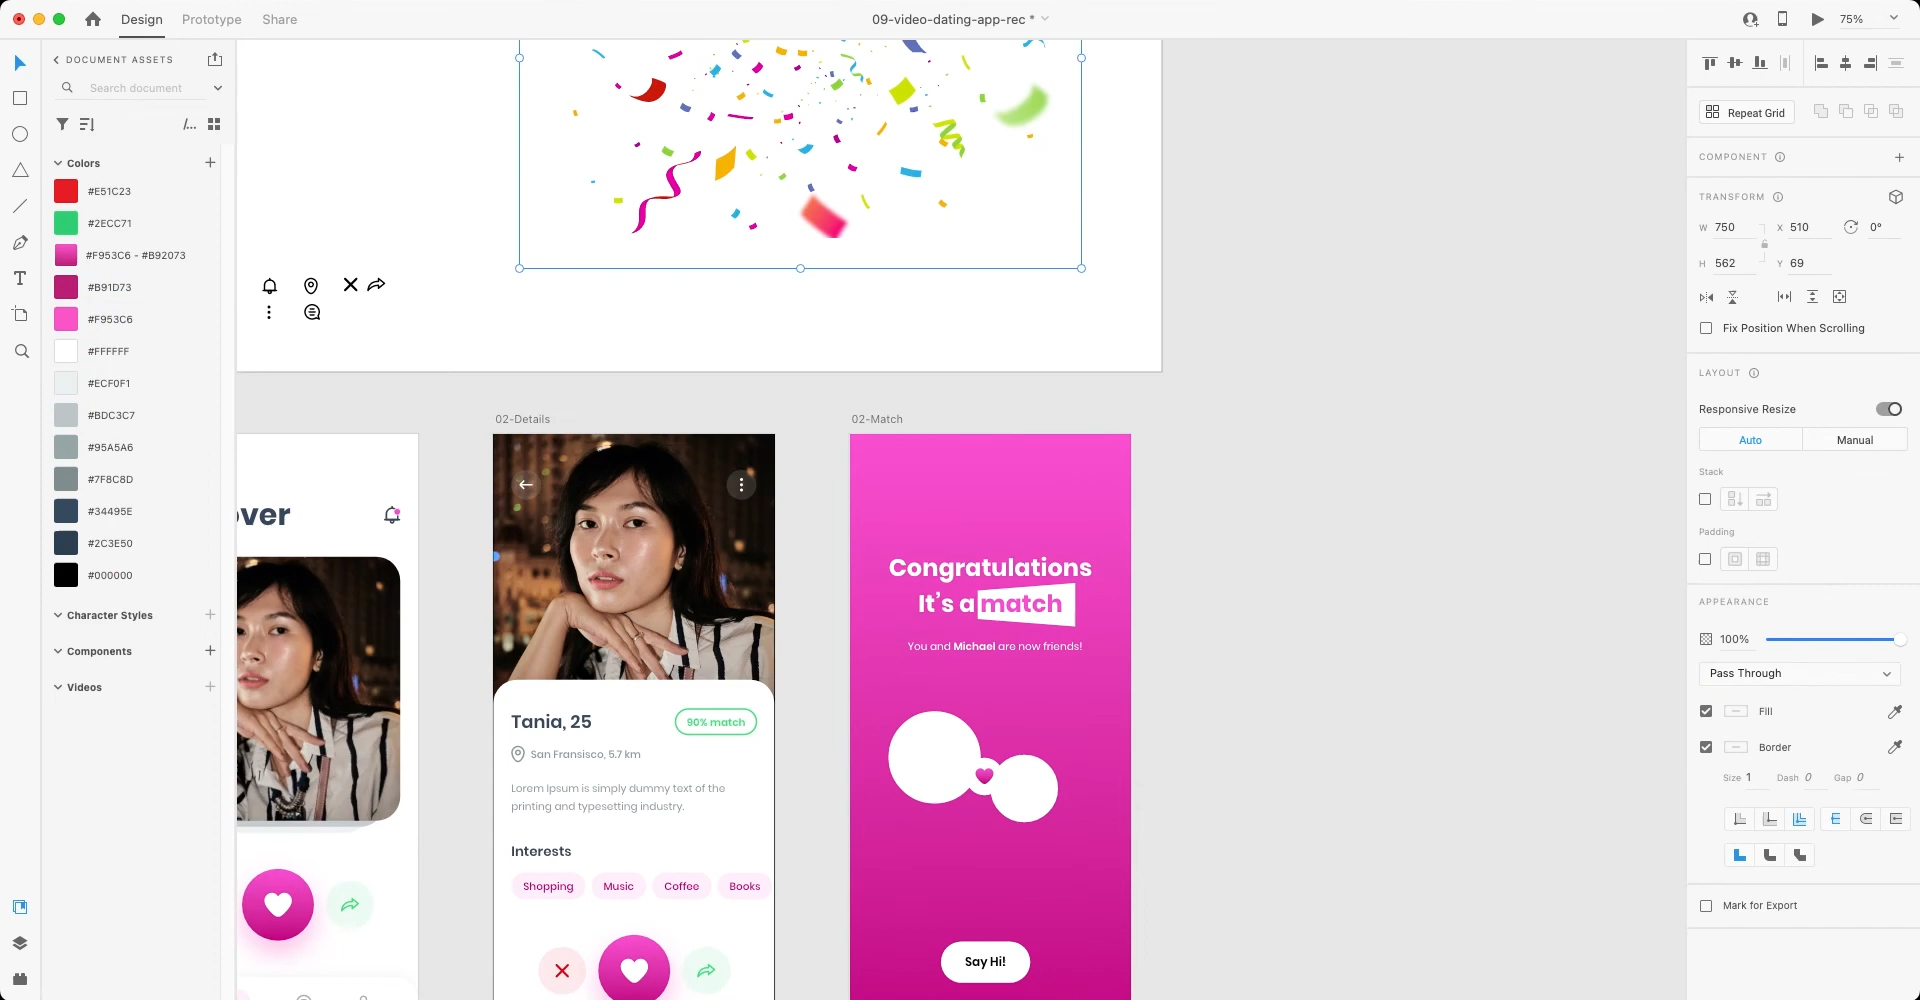 Design
Prototype
Share
09-video-dating-app-rec *
75%
DOCUMENT ASSETS
Search document
/...
Colors
#E51C23
#2ECC71
#F953C6 - #B92073
#B91D73
#F953C6
#FFFFFF
#ECF0F1
#BDC3C7
#95A5A6
#7F8C8D
#34495E
#2C3E50
#000000
Character Styles
Components
Videos
over
02-Details
Tania, 25
90% match
San Fransisco, 5.7 km
Lorem Ipsum is simply dummy text of the
printing and typesetting industry.
Interests
Shopping
Music
Coffee
Books
02-Match
Congratulations
It's a match
You and Michael are now friends!
Say Hi!
Repeat Grid
COMPONENT
TRANSFORM
W 750
X 510
0°
H 562
Y 69
Fix Position When Scrolling
LAYOUT
Responsive Resize
Auto
Manual
Stack
Padding
APPEARANCE
100%
Pass Through
Fill
Border
Size 1
Dash 0
Gap 0
Mark for Export